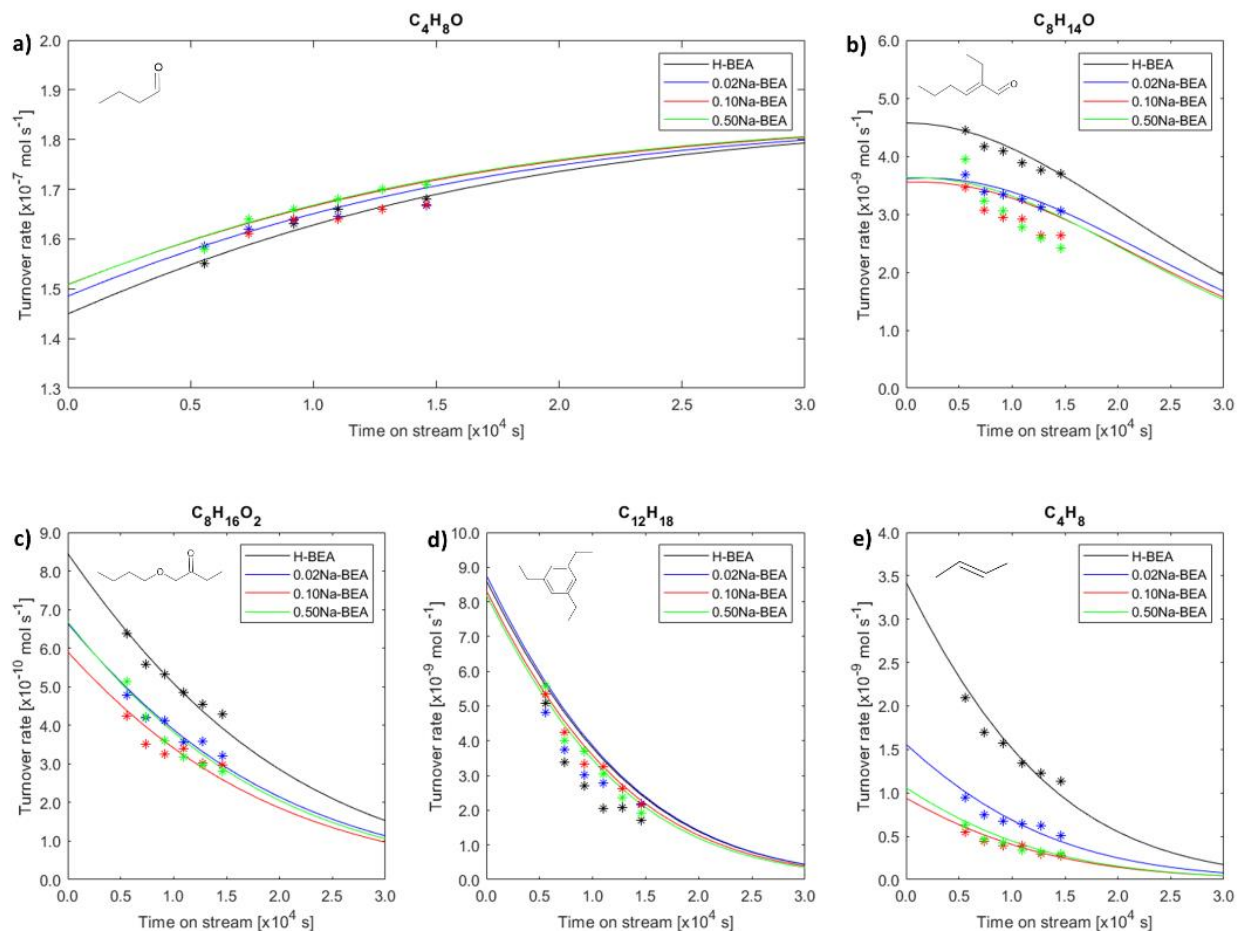 C4H8O
a)
2.0
1.9
1.8
1.7
1.6
1.5
1.4
1.3
Turnover rate [x10^-7 mol s^-1]
O
H-BEA
0.02Na-BEA
0.10Na-BEA
0.50Na-BEA
0.0 0.5 1.0 1.5 2.0 2.5 3.0
Time on stream [x10^4 s]
C8H14O
b)
6.0
5.0
4.0
3.0
2.0
1.0
0.0
Turnover rate [x10^-9 mol s^-1]
O
H-BEA
0.02Na-BEA
0.10Na-BEA
0.50Na-BEA
0.0 0.5 1.0 1.5 2.0 2.5 3.0
Time on stream [x10^4 s]
C8H16O2
c)
9.0
8.0
7.0
6.0
5.0
4.0
3.0
2.0
1.0
0.0
Turnover rate [x10^-10 mol s^-1]
O
O
H-BEA
0.02Na-BEA
0.10Na-BEA
0.50Na-BEA
0.0 0.5 1.0 1.5 2.0 2.5 3.0
Time on stream [x10^4 s]
C12H18
d)
10.0
9.0
8.0
7.0
6.0
5.0
4.0
3.0
2.0
1.0
0.0
Turnover rate [x10^-9 mol s^-1]
H-BEA
0.02Na-BEA
0.10Na-BEA
0.50Na-BEA
0.0 0.5 1.0 1.5 2.0 2.5 3.0
Time on stream [x10^4 s]
C4H8
e)
4.0
3.5
3.0
2.5
2.0
1.5
1.0
0.5
0.0
Turnover rate [x10^-9 mol s^-1]
H-BEA
0.02Na-BEA
0.10Na-BEA
0.50Na-BEA
0.0 0.5 1.0 1.5 2.0 2.5 3.0
Time on stream [x10^4 s]